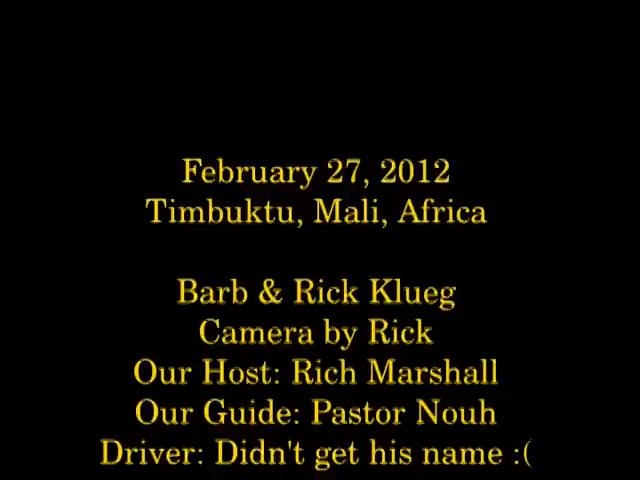 February 27, 2012
Timbuktu, Mali, Africa
Barb & Rick Klueg
Camera by Rick
Our Host: Rich Marshall
Our Guide: Pastor Nouh
Driver: Didn't get his name :(